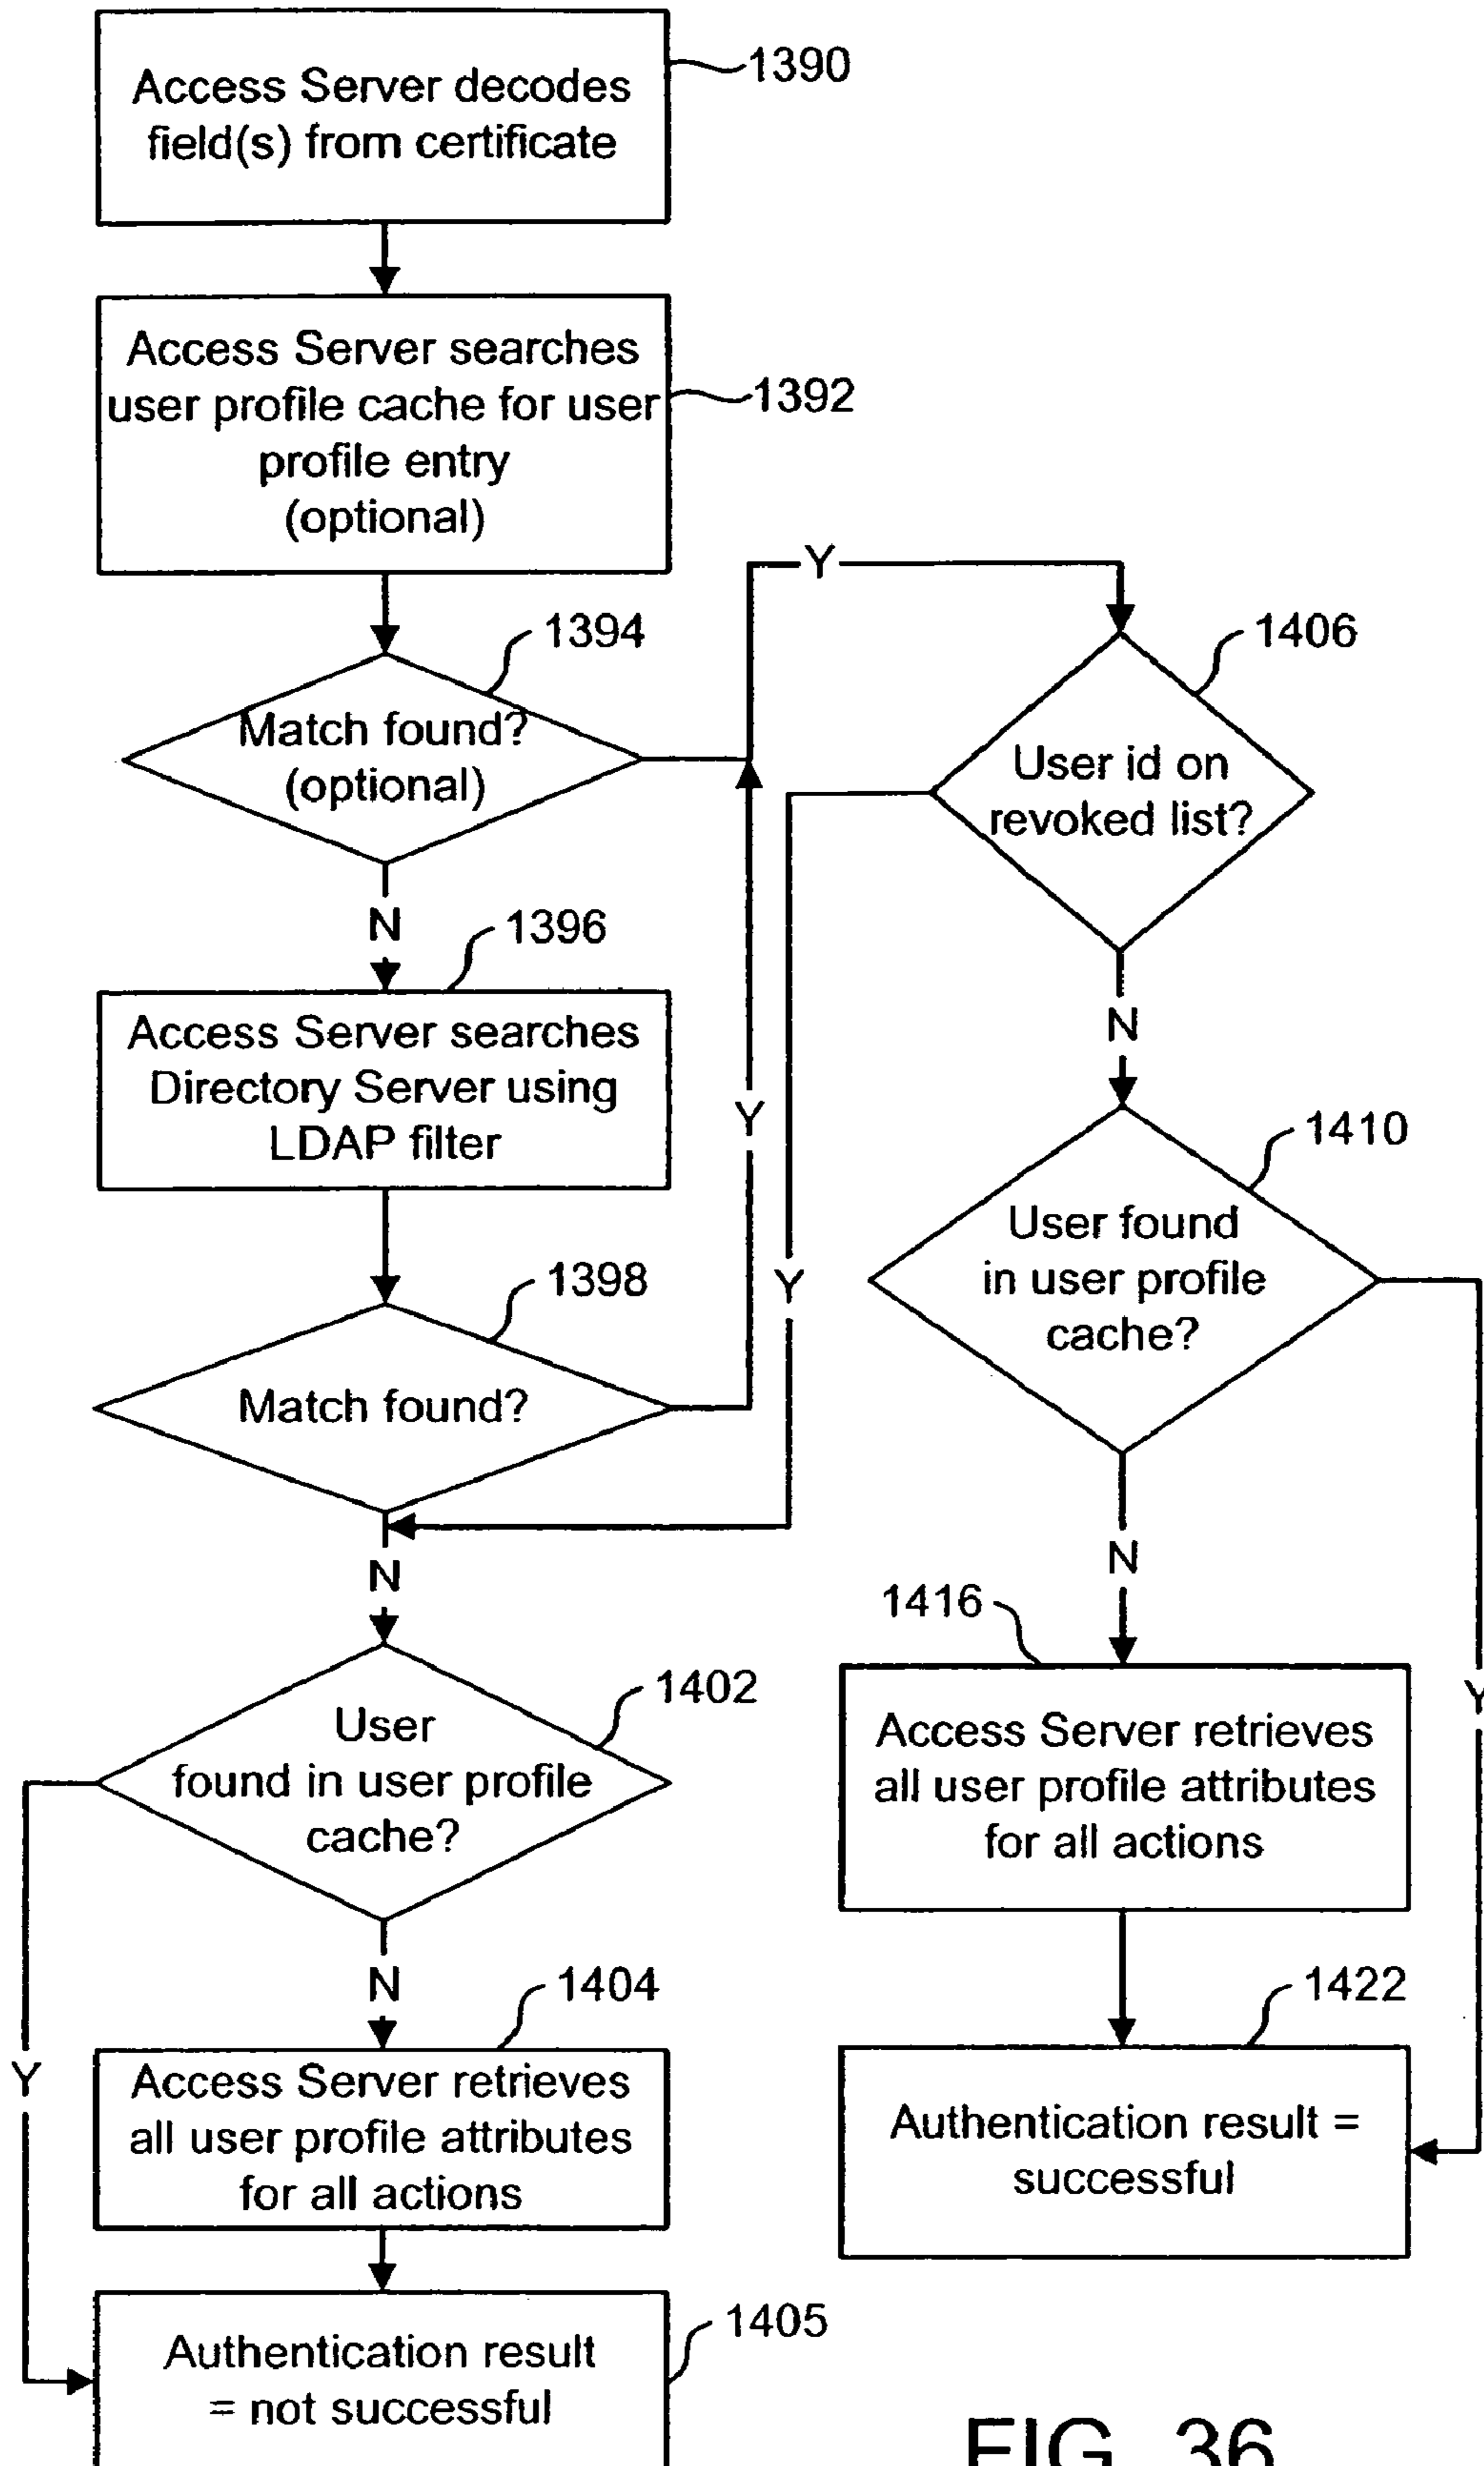 Access Server decodes
field(s) from certificate
1390
Access Server searches
user profile cache for user
profile entry
(optional)
1392
Y
1394
Match found?
(optional)
1406
User id on
revoked list?
N
1396
Access Server searches
Directory Server using
LDAP filter
Y
N
1410
User found
in user profile
cache?
1398
Match found?
Y
N
N
1416
1402
User
found in user profile
cache?
Y
Access Server retrieves
all user profile attributes
for all actions
N
1404
1422
Y
Access Server retrieves
all user profile attributes
for all actions
Authentication result =
successful
1405
Authentication result
= not successful
FIG. 36